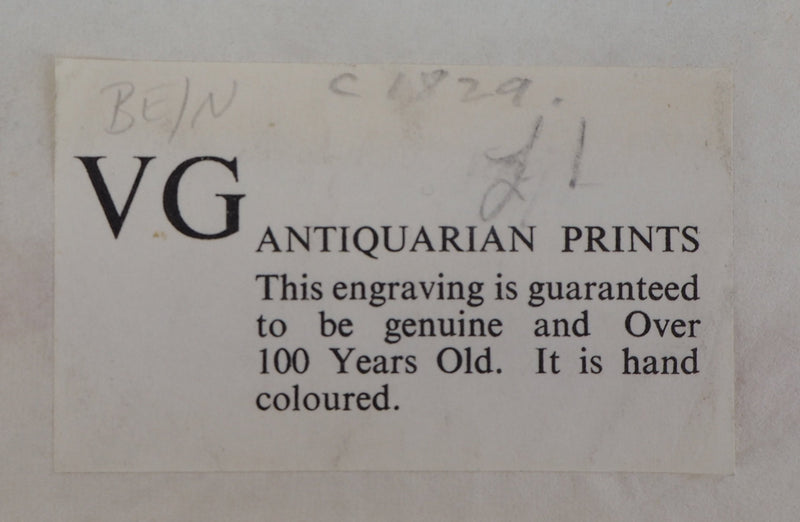 BE/N c 1829.
£1
VG
ANTIQUARIAN PRINTS
This engraving is guaranteed
to be genuine and Over
100 Years Old. It is hand
coloured.